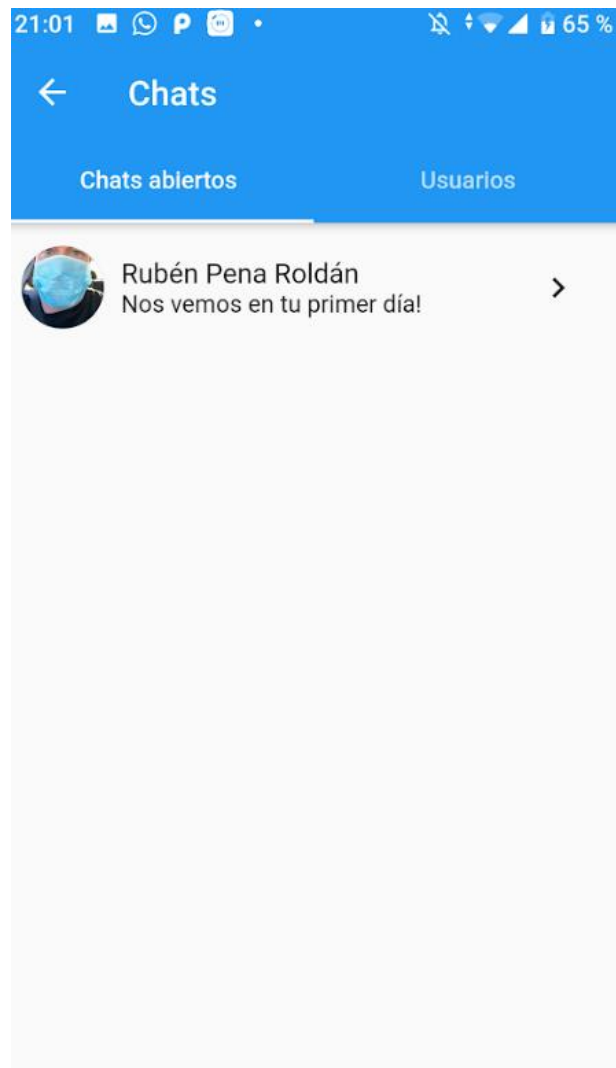 21:01 65 %
Chats
Chats abiertos Usuarios
Rubén Pena Roldán
Nos vemos en tu primer día!